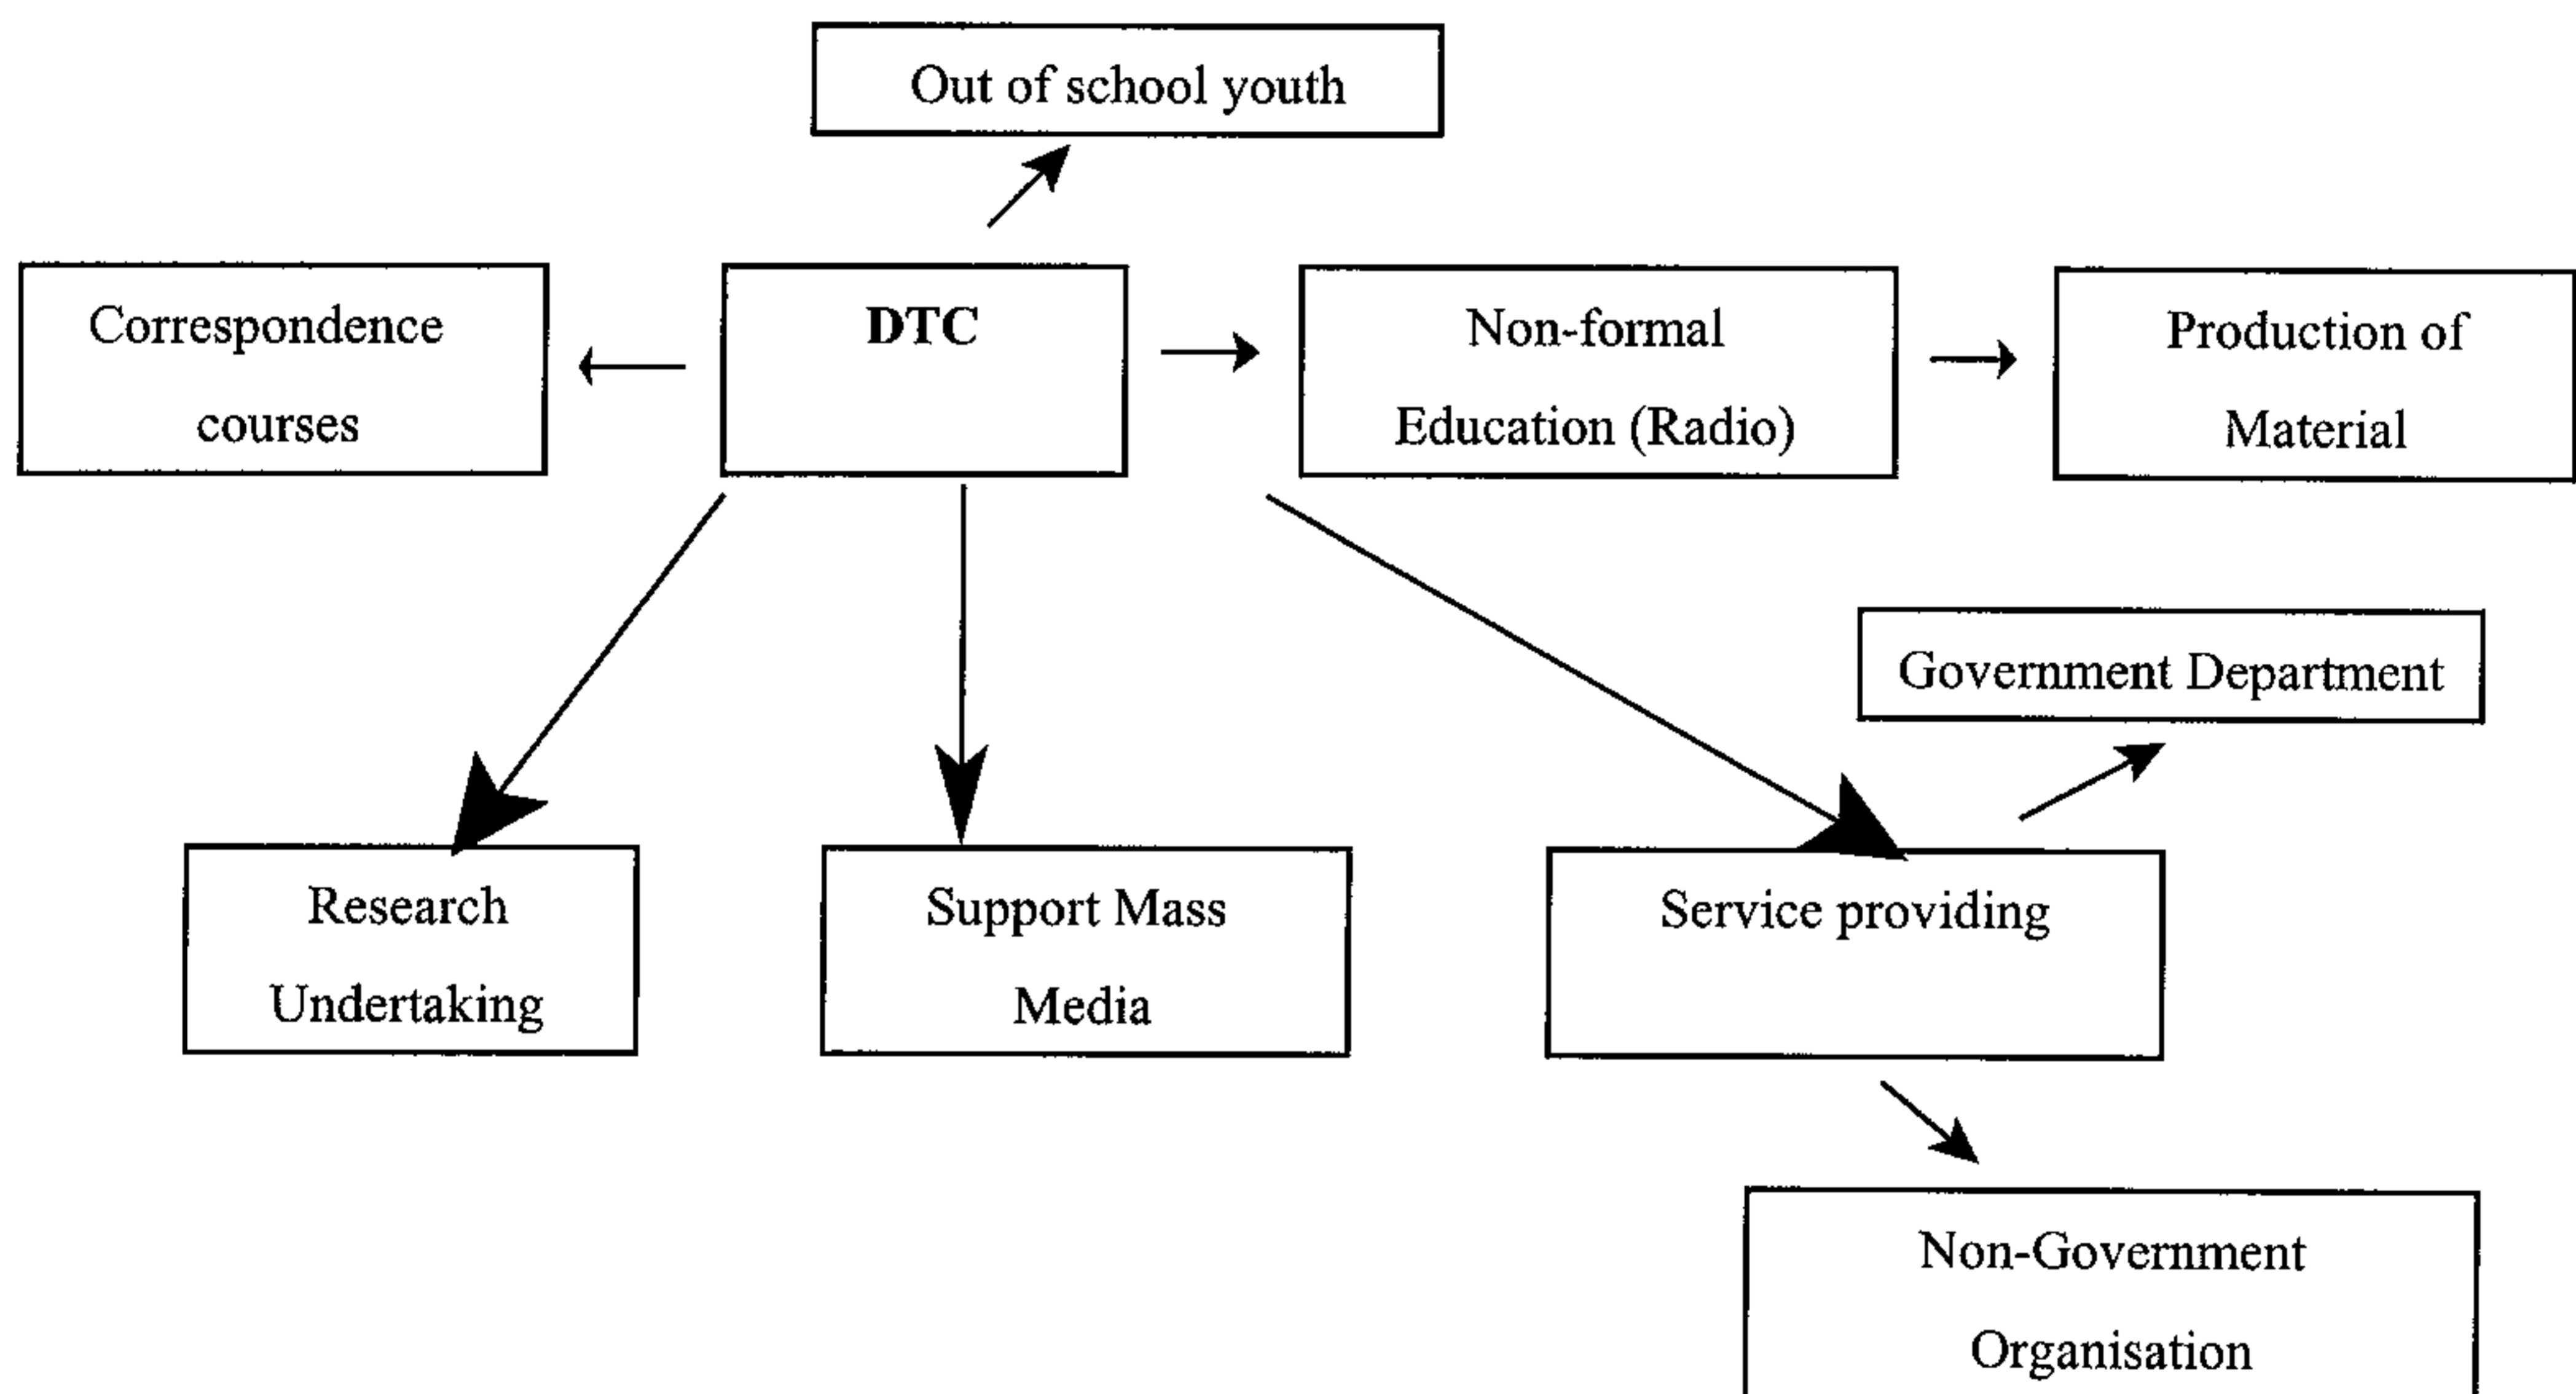 Out of school youth
Correspondence
courses
DTC
Non-formal
Education (Radio)
Production of
Material
Government Department
Research
Undertaking
Support Mass
Media
Service providing
Non-Government
Organisation